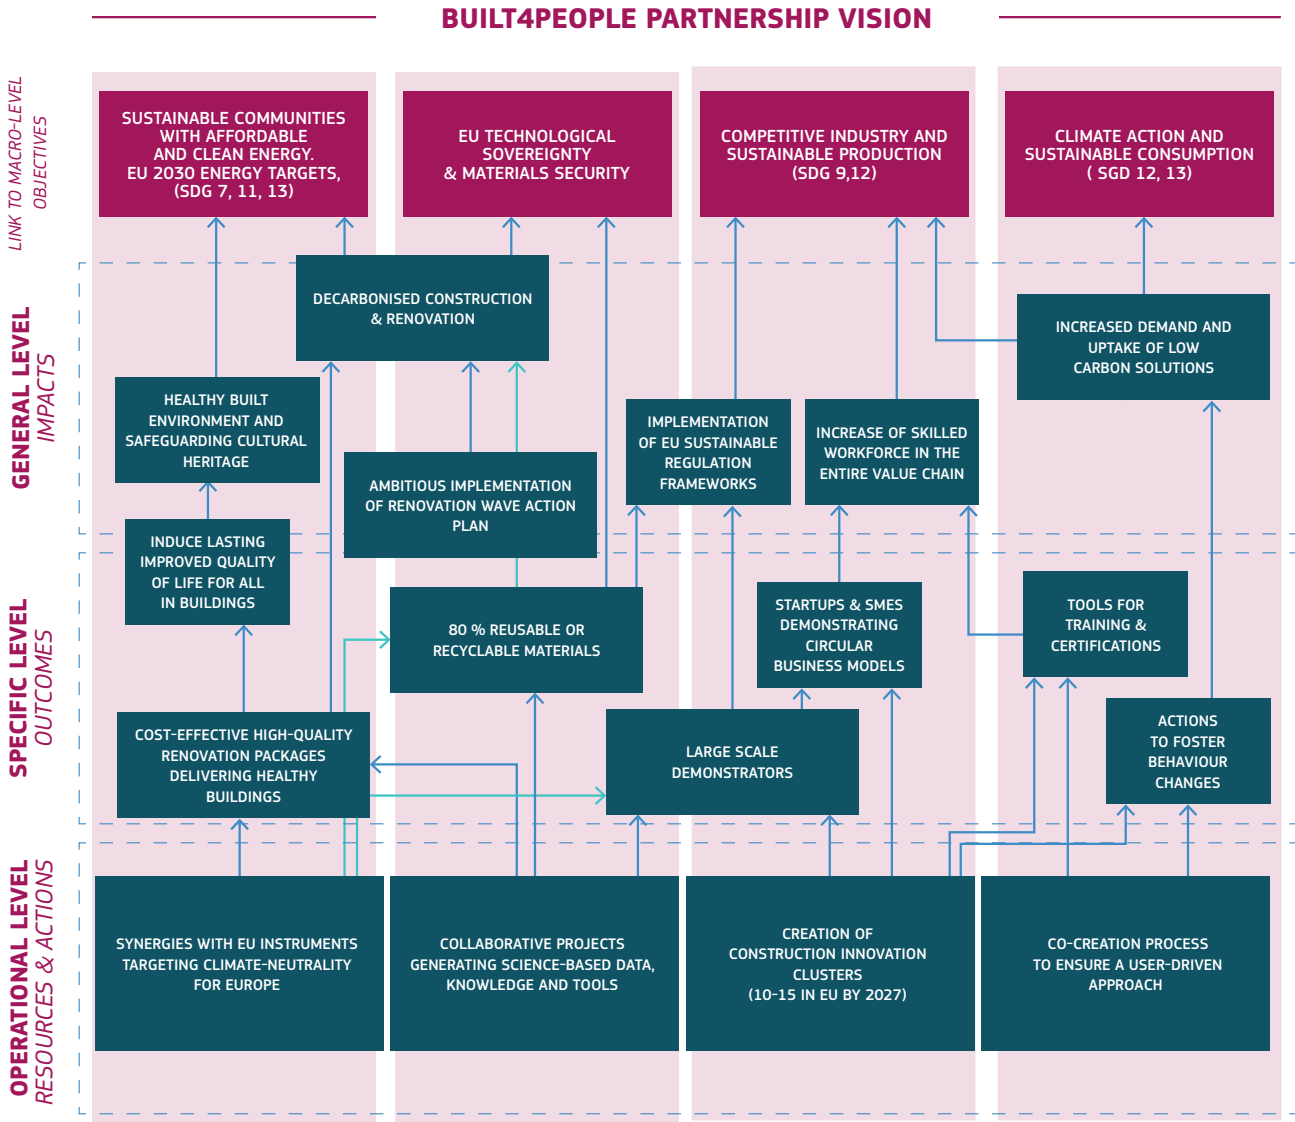 BUILT4PEOPLE PARTNERSHIP VISION
LINK TO MACRO-LEVEL
OBJECTIVES
SUSTAINABLE COMMUNITIES
WITH AFFORDABLE
AND CLEAN ENERGY.
EU 2030 ENERGY TARGETS,
(SDG 7, 11, 13)
EU TECHNOLOGICAL
SOVEREIGNTY
& MATERIALS SECURITY
COMPETITIVE INDUSTRY AND
SUSTAINABLE PRODUCTION
(SDG 9,12)
CLIMATE ACTION AND
SUSTAINABLE CONSUMPTION
( SGD 12, 13)
GENERAL LEVEL
IMPACTS
DECARBONISED CONSTRUCTION
& RENOVATION
INCREASED DEMAND AND
UPTAKE OF LOW
CARBON SOLUTIONS
HEALTHY BUILT
ENVIRONMENT AND
SAFEGUARDING CULTURAL
HERITAGE
IMPLEMENTATION
OF EU SUSTAINABLE
REGULATION
FRAMEWORKS
INCREASE OF SKILLED
WORKFORCE IN THE
ENTIRE VALUE CHAIN
AMBITIOUS IMPLEMENTATION
OF RENOVATION WAVE ACTION
PLAN
INDUCE LASTING
IMPROVED QUALITY
OF LIFE FOR ALL
IN BUILDINGS
SPECIFIC LEVEL
OUTCOMES
80 % REUSABLE OR
RECYCLABLE MATERIALS
STARTUPS & SMES
DEMONSTRATING
CIRCULAR
BUSINESS MODELS
TOOLS FOR
TRAINING &
CERTIFICATIONS
COST-EFFECTIVE HIGH-QUALITY
RENOVATION PACKAGES
DELIVERING HEALTHY
BUILDINGS
LARGE SCALE
DEMONSTRATORS
ACTIONS
TO FOSTER
BEHAVIOUR
CHANGES
OPERATIONAL LEVEL
RESOURCES & ACTIONS
SYNERGIES WITH EU INSTRUMENTS
TARGETING CLIMATE-NEUTRALITY
FOR EUROPE
COLLABORATIVE PROJECTS
GENERATING SCIENCE-BASED DATA,
KNOWLEDGE AND TOOLS
CREATION OF
CONSTRUCTION INNOVATION
CLUSTERS
(10-15 IN EU BY 2027)
CO-CREATION PROCESS
TO ENSURE A USER-DRIVEN
APPROACH